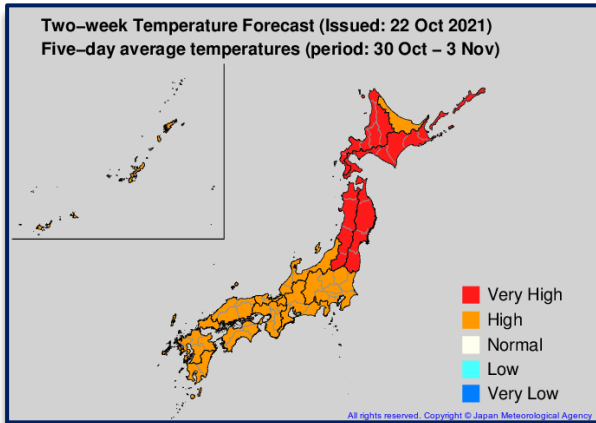 Two-week Temperature Forecast (Issued: 22 Oct 2021)
Five-day average temperatures (period: 30 Oct – 3 Nov)
Very High
High
Normal
Low
Very Low
All rights reserved. Copyright © Japan Meteorological Agency